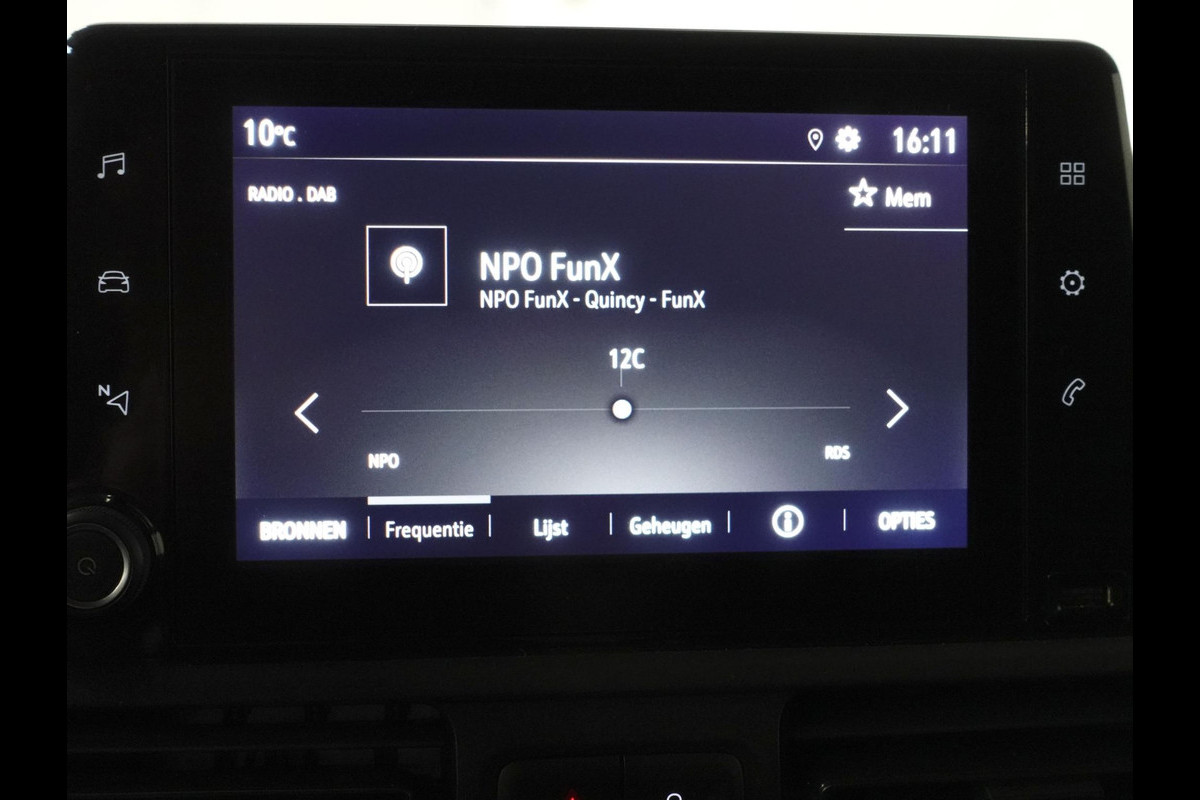 10°C 16:11
RADIO . DAB Mem
NPO FunX
NPO FunX - Quincy - FunX
12C
N
NPO RDS
BRONNEN Frequentie Lijst Geheugen OPTIES